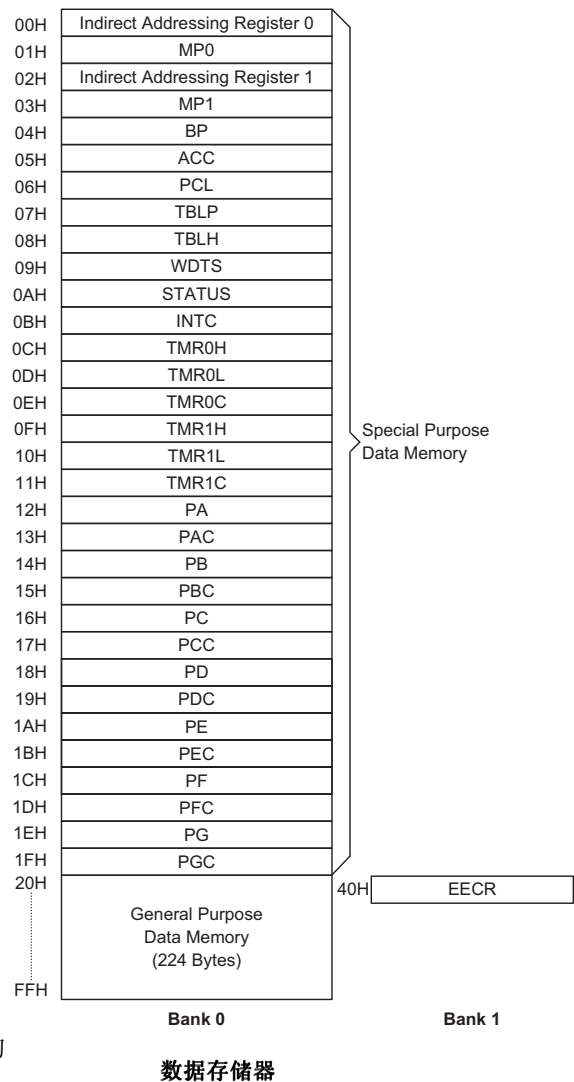 00H Indirect Addressing Register 0
01H MP0
02H Indirect Addressing Register 1
03H MP1
04H BP
05H ACC
06H PCL
07H TBLP
08H TBLH
09H WDTS
0AH STATUS
0BH INTC
0CH TMR0H
0DH TMR0L
0EH TMR0C
0FH TMR1H
10H TMR1L
11H TMR1C
12H PA
13H PAC
14H PB
15H PBC
16H PC
17H PCC
18H PD
19H PDC
1AH PE
1BH PEC
1CH PF
1DH PFC
1EH PG
1FH PGC
Special Purpose
Data Memory
20H
40H EECR
General Purpose
Data Memory
(224 Bytes)
FFH
Bank 0 Bank 1
数据存储器